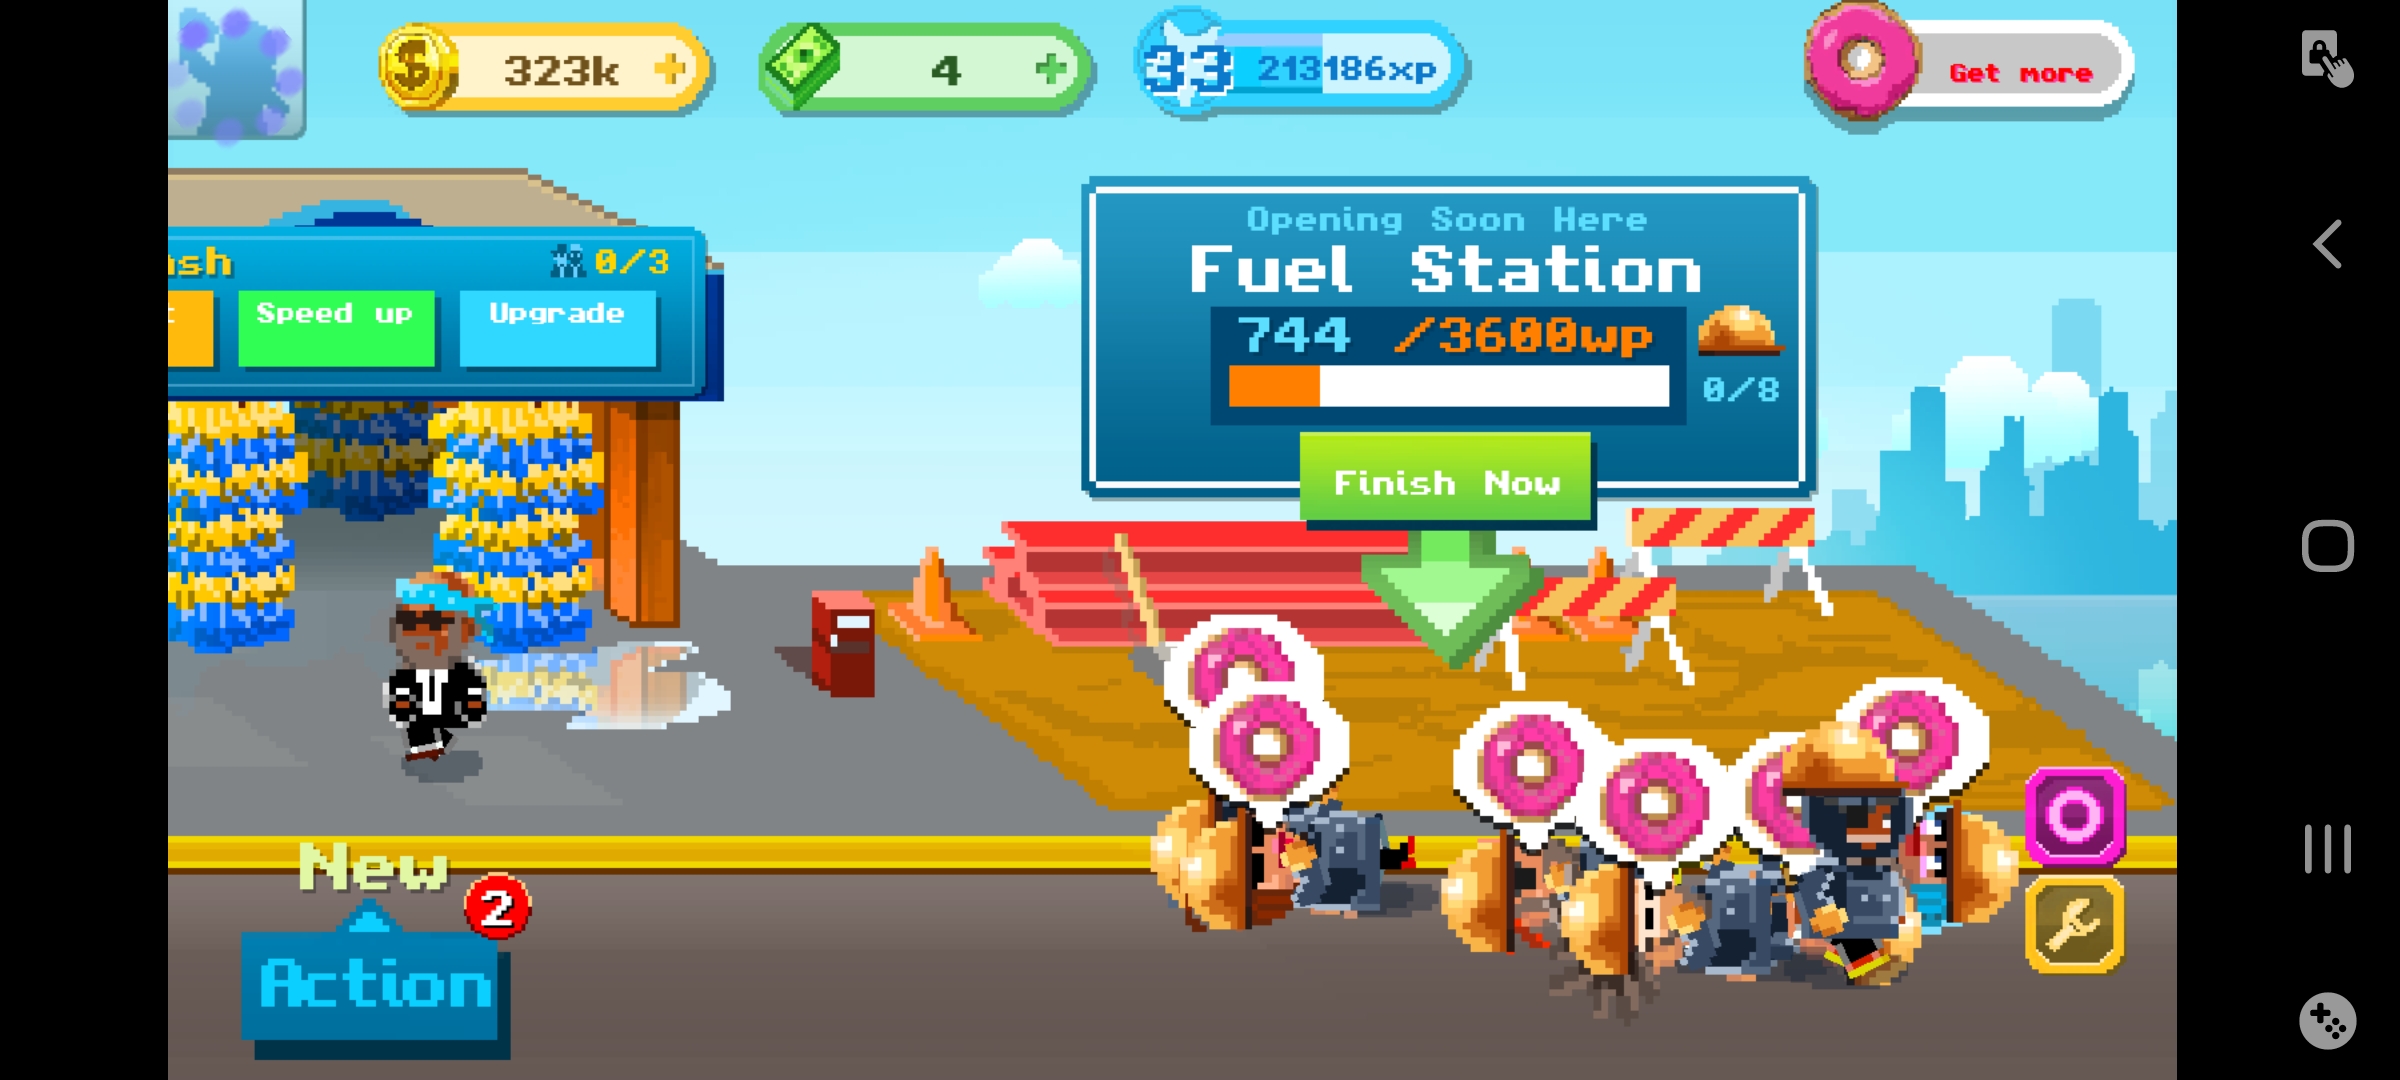 323k
4
33 213186xp
Get more
0/3
Speed up
Upgrade
Opening Soon Here
Fuel Station
744 /3600wp
0/8
Finish Now
New
2
Action